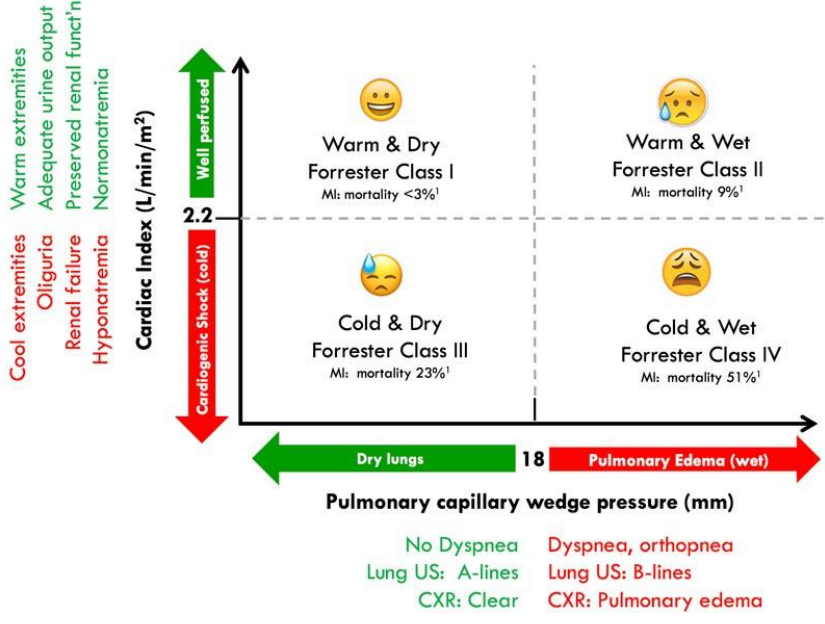 Warm extremities
Adequate urine output
Preserved renal funct'n
Normonatremia
Cool extremities
Oliguria
Renal failure
Hyponatremia
Cardiac Index (L/min/m²)
Well perfused
2.2
Cardiogenic Shock (cold)
Warm & Dry
Forrester Class I
MI: mortality <3%¹
Warm & Wet
Forrester Class II
MI: mortality 9%¹
Cold & Dry
Forrester Class III
MI: mortality 23%¹
Cold & Wet
Forrester Class IV
MI: mortality 51%¹
Dry lungs
18
Pulmonary Edema (wet)
Pulmonary capillary wedge pressure (mm)
No Dyspnea
Lung US: A-lines
CXR: Clear
Dyspnea, orthopnea
Lung US: B-lines
CXR: Pulmonary edema